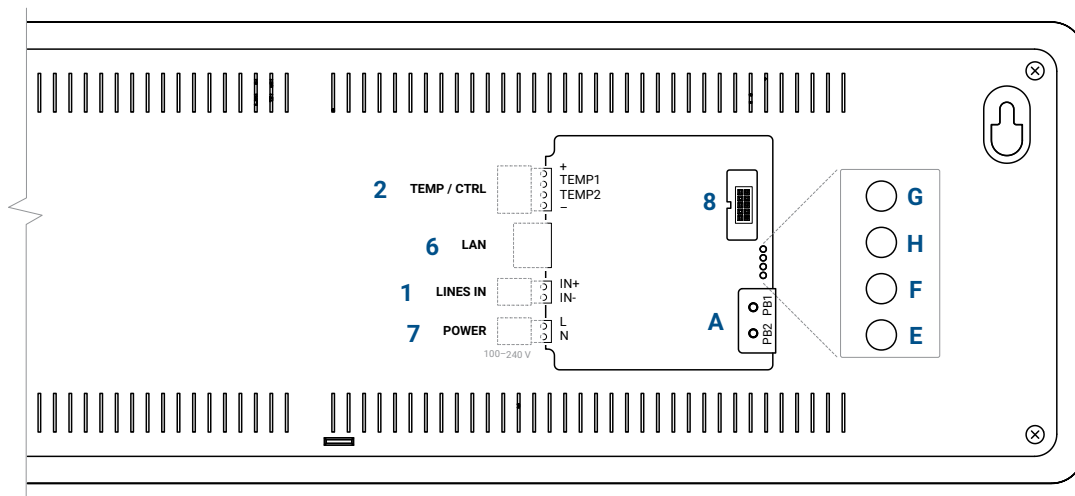 +
2 TEMP / CTRL TEMP1
TEMP2
–
6 LAN
1 LINES IN IN+
IN-
7 POWER L
N
100–240 V
8
A PB1
PB2
G
H
F
E